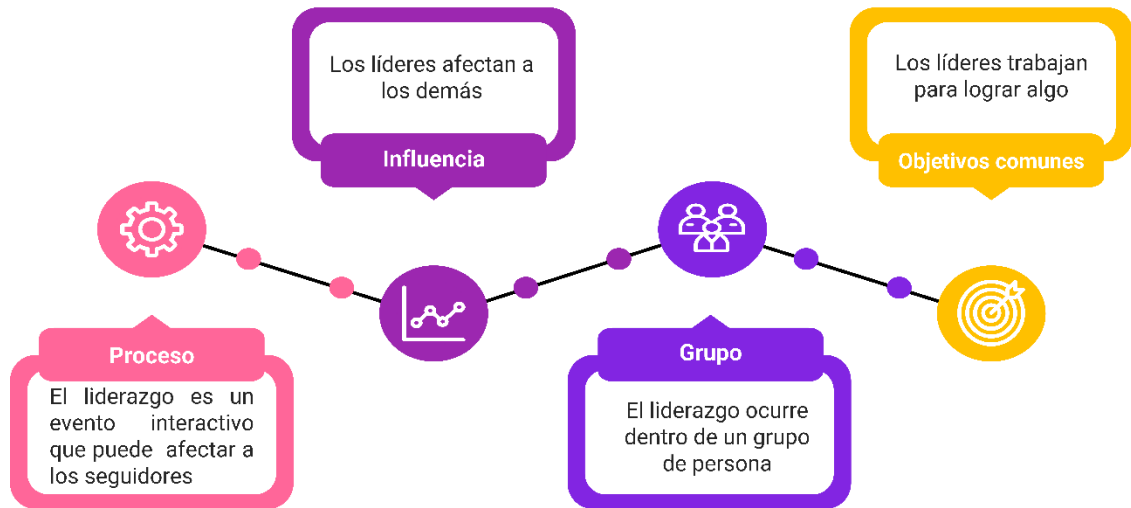 Los líderes afectan a
los demás
Influencia
Los líderes trabajan
para lograr algo
Objetivos comunes
Proceso
El liderazgo es un
evento interactivo
que puede afectar a
los seguidores
Grupo
El liderazgo ocurre
dentro de un grupo
de persona